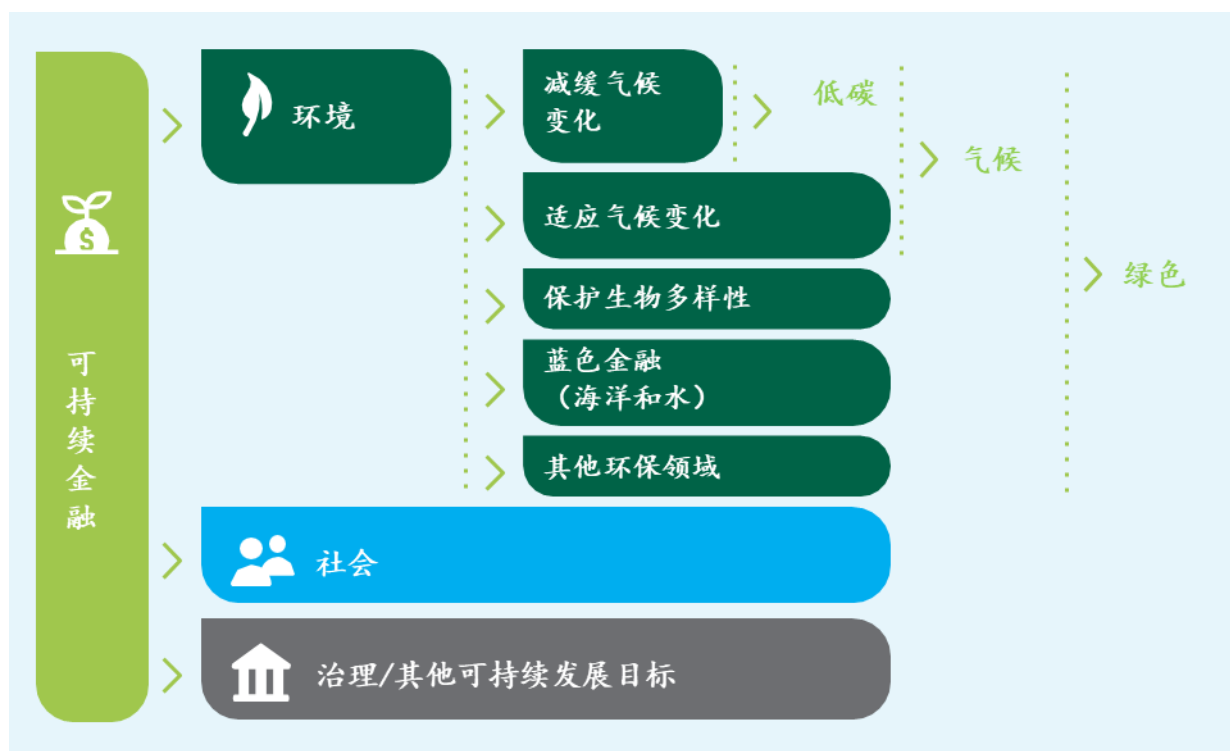 可持续金融
环境
减缓气候
变化
低碳
气候
适应气候变化
绿色
保护生物多样性
蓝色金融
（海洋和水）
其他环保领域
$
社会
治理/其他可持续发展目标